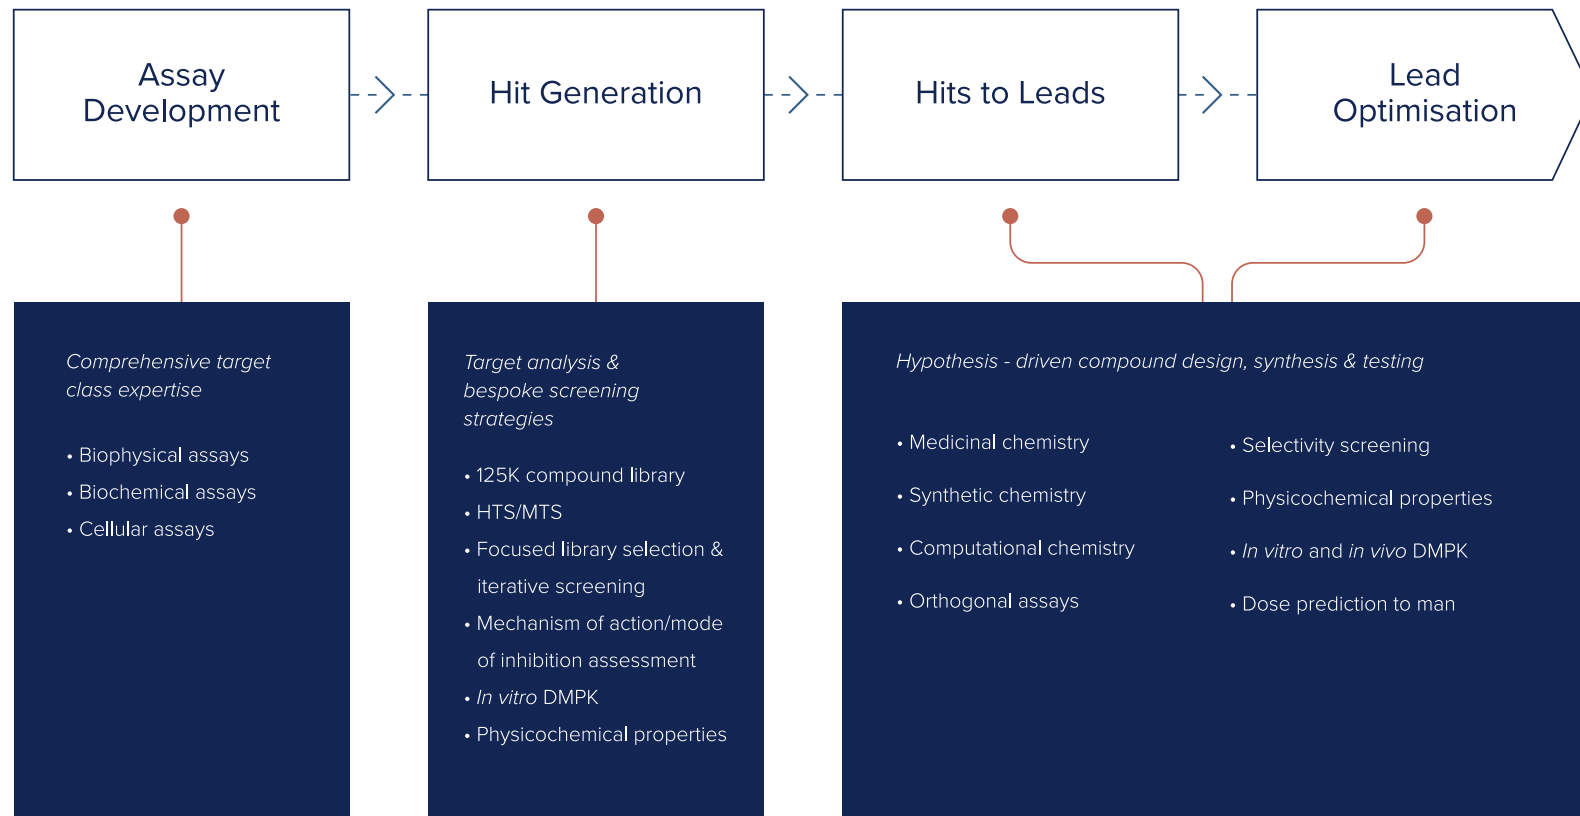 Assay
Development
Hit Generation
Hits to Leads
Lead
Optimisation
Comprehensive target
class expertise
• Biophysical assays
• Biochemical assays
• Cellular assays
Target analysis &
bespoke screening
strategies
• 125K compound library
• HTS/MTS
• Focused library selection &
iterative screening
• Mechanism of action/mode
of inhibition assessment
• In vitro DMPK
• Physicochemical properties
Hypothesis - driven compound design, synthesis & testing
• Medicinal chemistry
• Synthetic chemistry
• Computational chemistry
• Orthogonal assays
• Selectivity screening
• Physicochemical properties
• In vitro and in vivo DMPK
• Dose prediction to man